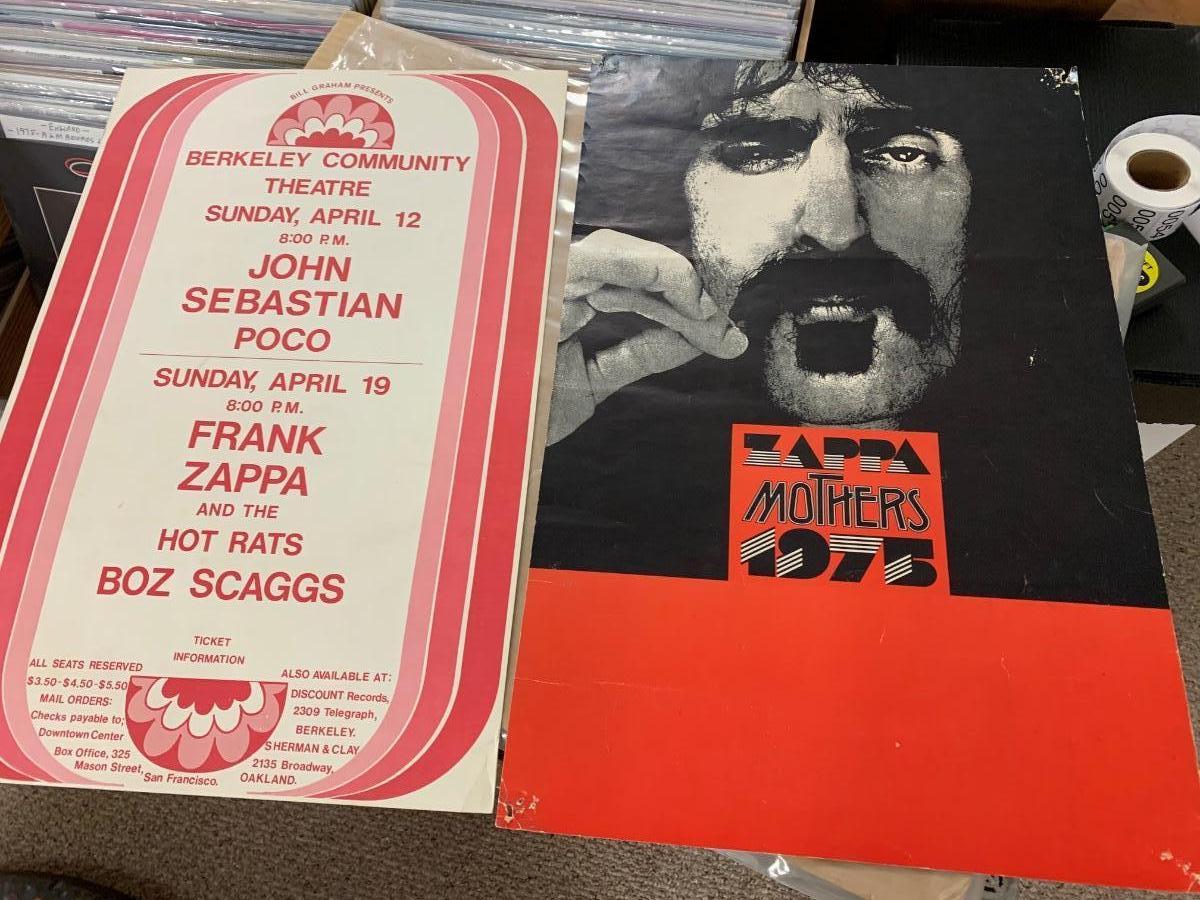 BILL GRAHAM PRESENTS
BERKELEY COMMUNITY
THEATRE
SUNDAY, APRIL 12
8:00 P.M.
JOHN
SEBASTIAN
POCO
SUNDAY, APRIL 19
8:00 P.M.
FRANK
ZAPPA
AND THE
HOT RATS
BOZ SCAGGS
TICKET
INFORMATION
ALL SEATS RESERVED
$3.50-$4.50-$5.50
MAIL ORDERS:
Checks payable to;
Downtown Center
Box Office, 325
Mason Street,
San Francisco.
ALSO AVAILABLE AT:
DISCOUNT Records,
2309 Telegraph,
BERKELEY.
SHERMAN & CLAY
2135 Broadway,
OAKLAND.
ZAPPA
MOTHERS
1975